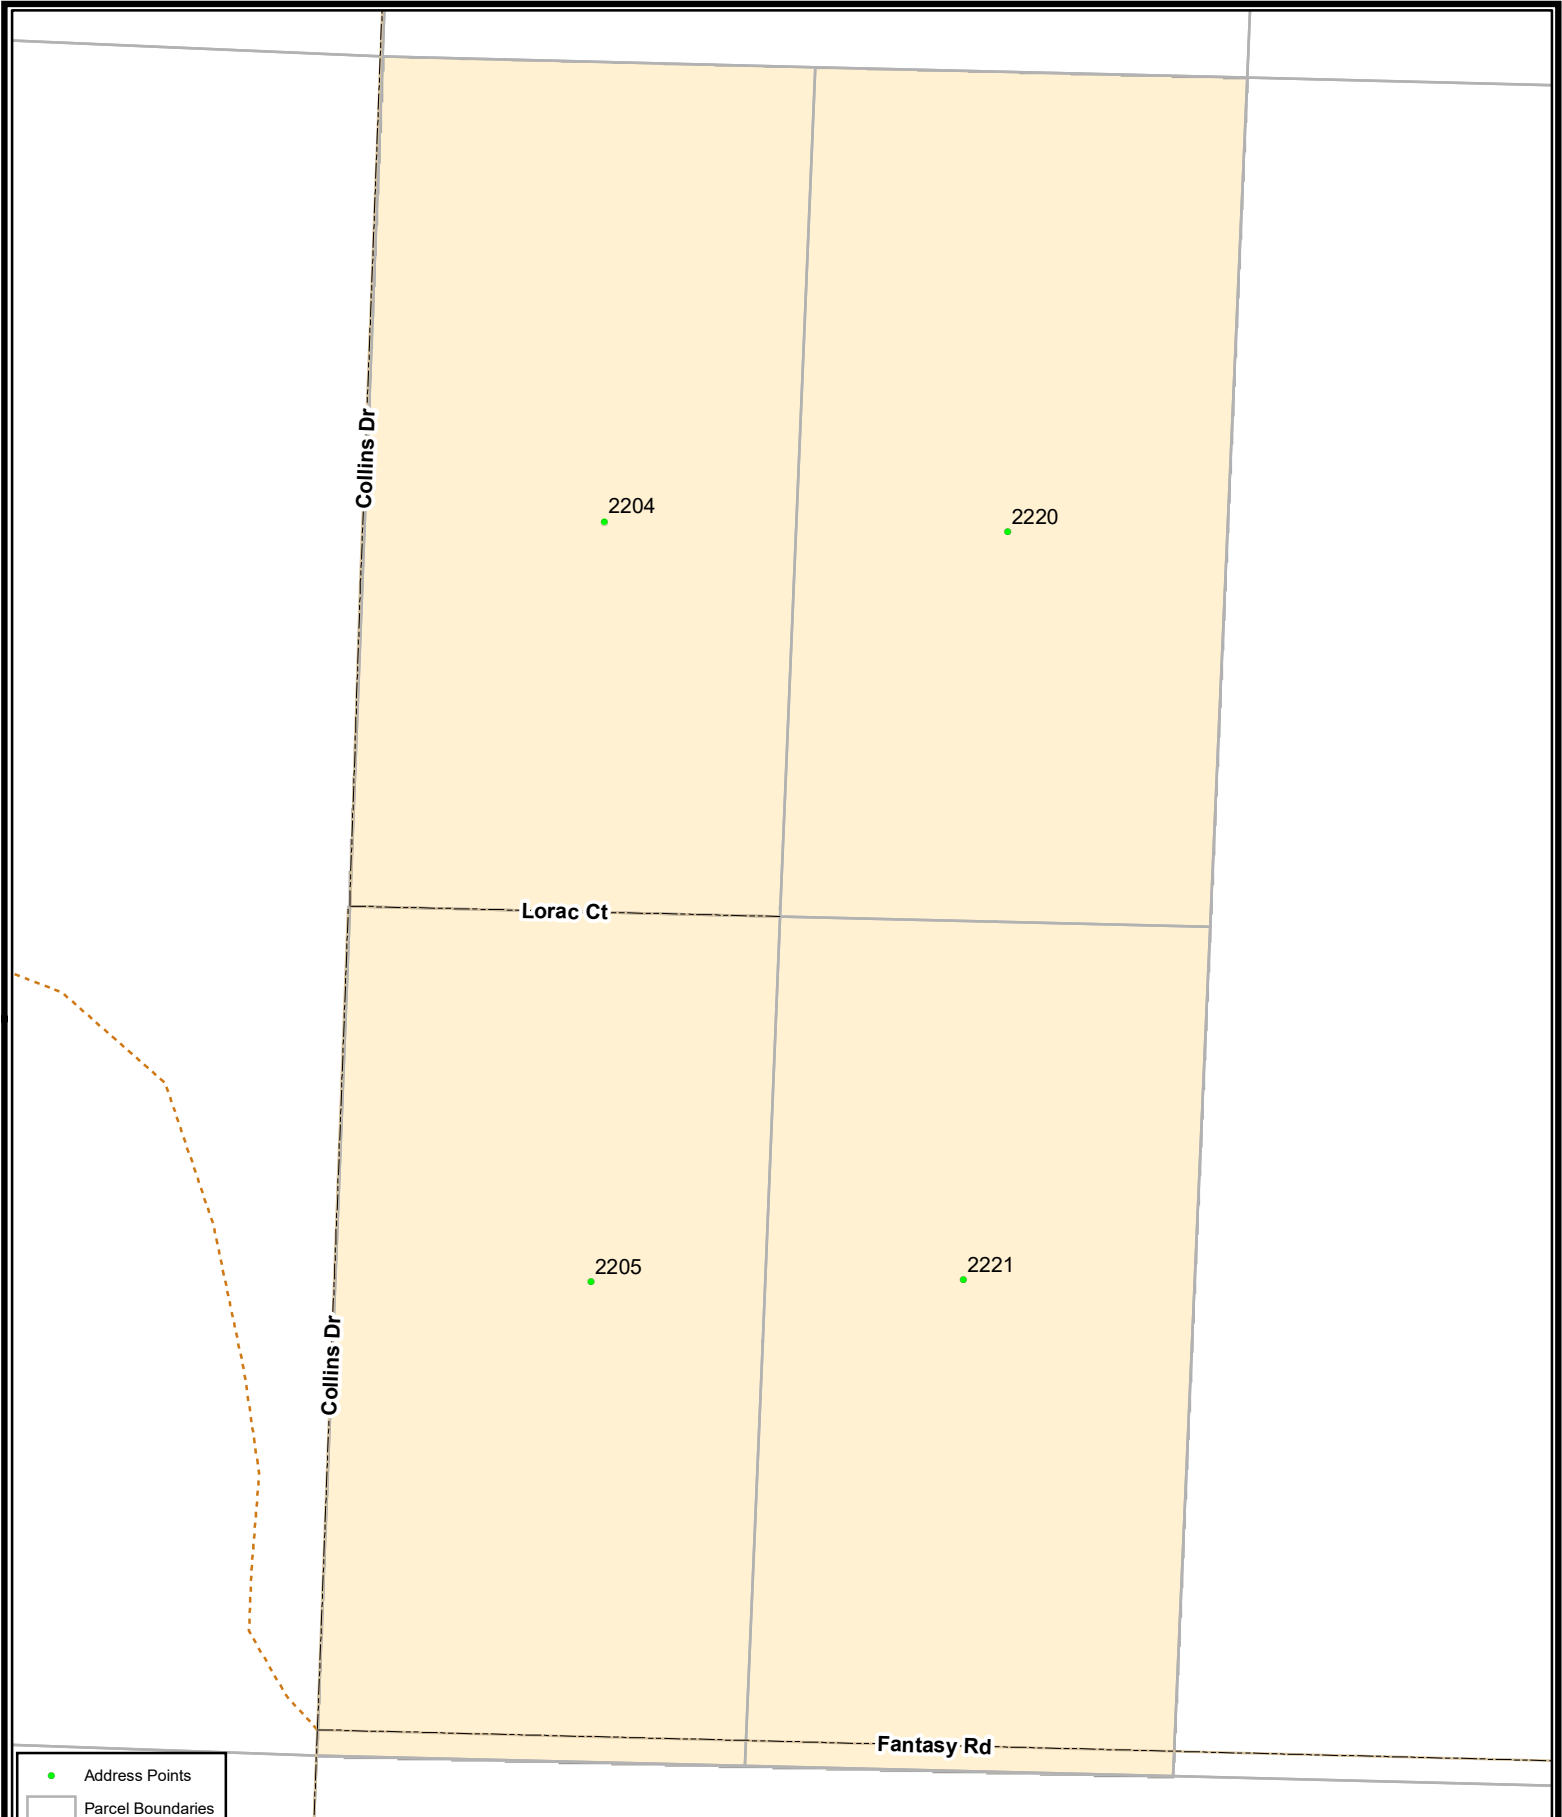 Collins Dr
2204
2220
Lorac Ct
2205
2221
Collins Dr
Fantasy Rd
Address Points
Parcel Boundaries